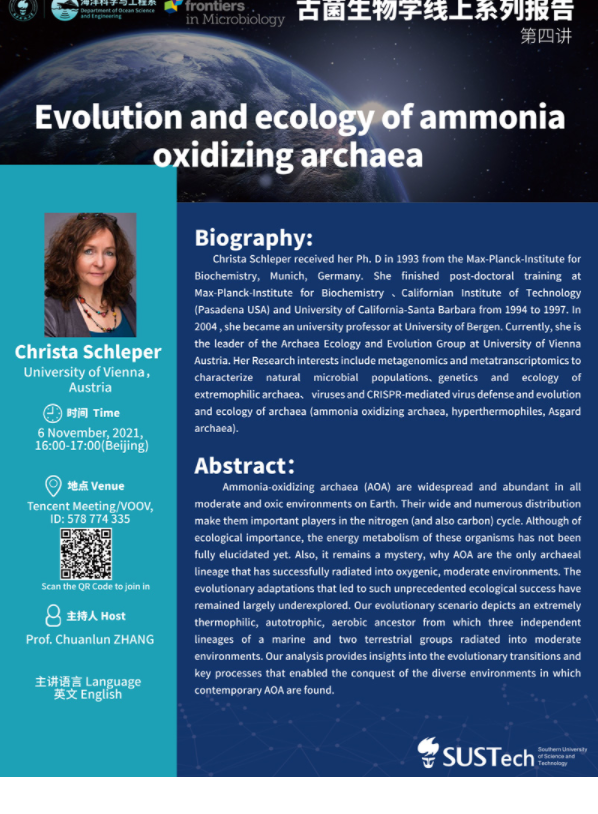 海洋科学与工程系
Department of Ocean Science
and Engineering
frontiers
in Microbiology
古菌生物学线上系列报告
第四讲
Evolution and ecology of ammonia
oxidizing archaea
Christa Schleper
University of Vienna，
Austria
时间 Time
6 November, 2021,
16:00-17:00(Beijing)
地点 Venue
Tencent Meeting/VOOV,
ID: 578 774 335
Scan the QR Code to join in
主持人 Host
Prof. Chuanlun ZHANG
主讲语言 Language
英文 English
Biography:
Christa Schleper received her Ph. D in 1993 from the Max-Planck-Institute for
Biochemistry, Munich, Germany. She finished post-doctoral training at
Max-Planck-Institute for Biochemistry 、Californian Institute of Technology
(Pasadena USA) and University of California-Santa Barbara from 1994 to 1997. In
2004 , she became an university professor at University of Bergen. Currently, she is
the leader of the Archaea Ecology and Evolution Group at University of Vienna
Austria. Her Research interests include metagenomics and metatranscriptomics to
characterize natural microbial populations、genetics and ecology of
extremophilic archaea、 viruses and CRISPR-mediated virus defense and evolution
and ecology of archaea (ammonia oxidizing archaea, hyperthermophiles, Asgard
archaea).
Abstract：
Ammonia-oxidizing archaea (AOA) are widespread and abundant in all
moderate and oxic environments on Earth. Their wide and numerous distribution
make them important players in the nitrogen (and also carbon) cycle. Although of
ecological importance, the energy metabolism of these organisms has not been
fully elucidated yet. Also, it remains a mystery, why AOA are the only archaeal
lineage that has successfully radiated into oxygenic, moderate environments. The
evolutionary adaptations that led to such unprecedented ecological success have
remained largely underexplored. Our evolutionary scenario depicts an extremely
thermophilic, autotrophic, aerobic ancestor from which three independent
lineages of a marine and two terrestrial groups radiated into moderate
environments. Our analysis provides insights into the evolutionary transitions and
key processes that enabled the conquest of the diverse environments in which
contemporary AOA are found.
SUSTech
Southern University
of Science and
Technology